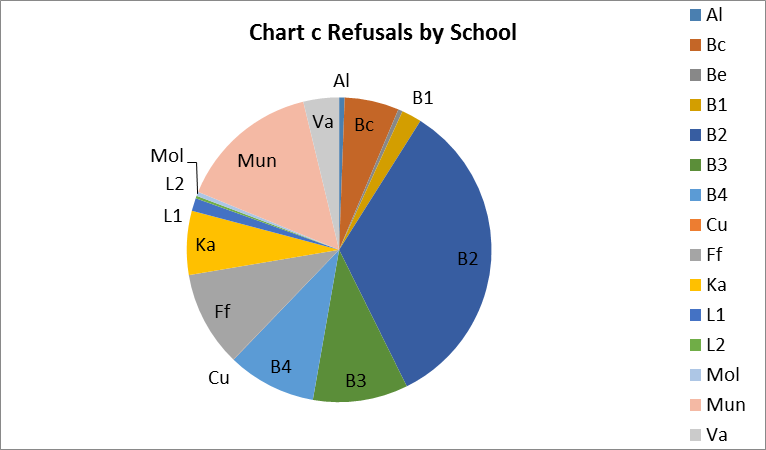 Chart c Refusals by School
Al
Bc
B1
B2
B3
B4
Cu
Ff
Ka
L1
L2
Mol
Mun
Va
Al
Bc
Be
B1
B2
B3
B4
Cu
Ff
Ka
L1
L2
Mol
Mun
Va